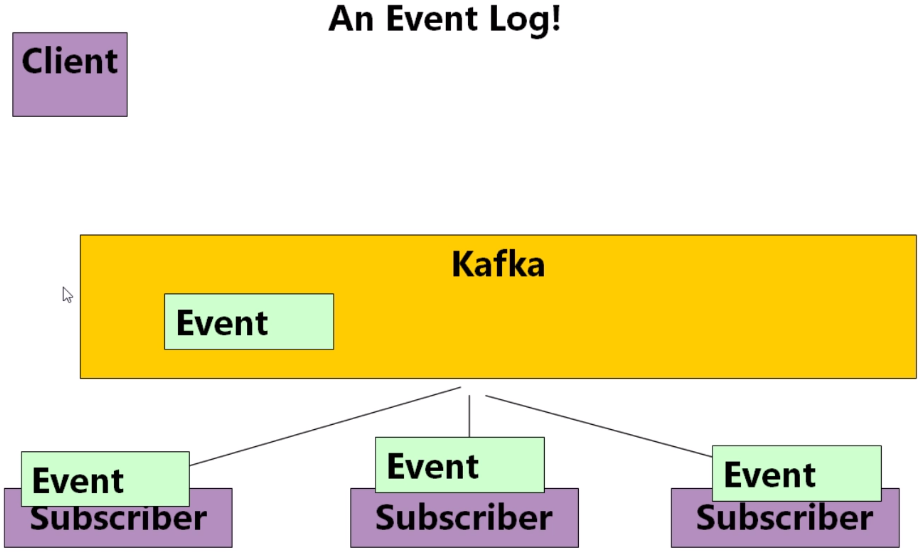 An Event Log!
Client
Kafka
Event
Event
Event
Event
Subscriber
Subscriber
Subscriber